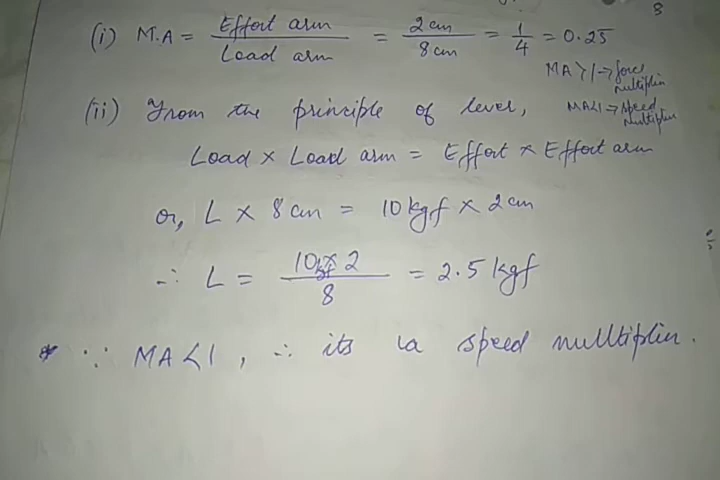 8
(i) M.A = Effort arm / Load arm = 2 cm / 8 cm = 1/4 = 0.25
MA>1→force multiplier
(ii) From the principle of lever, MA<1→speed multiplier
Load × Load arm = Effort × Effort arm
or, L × 8 cm = 10 kgf × 2 cm
∴ L = 10 kgf × 2 / 8 = 2.5 kgf
* ∵ MA<1, ∴ its a speed multiplier.